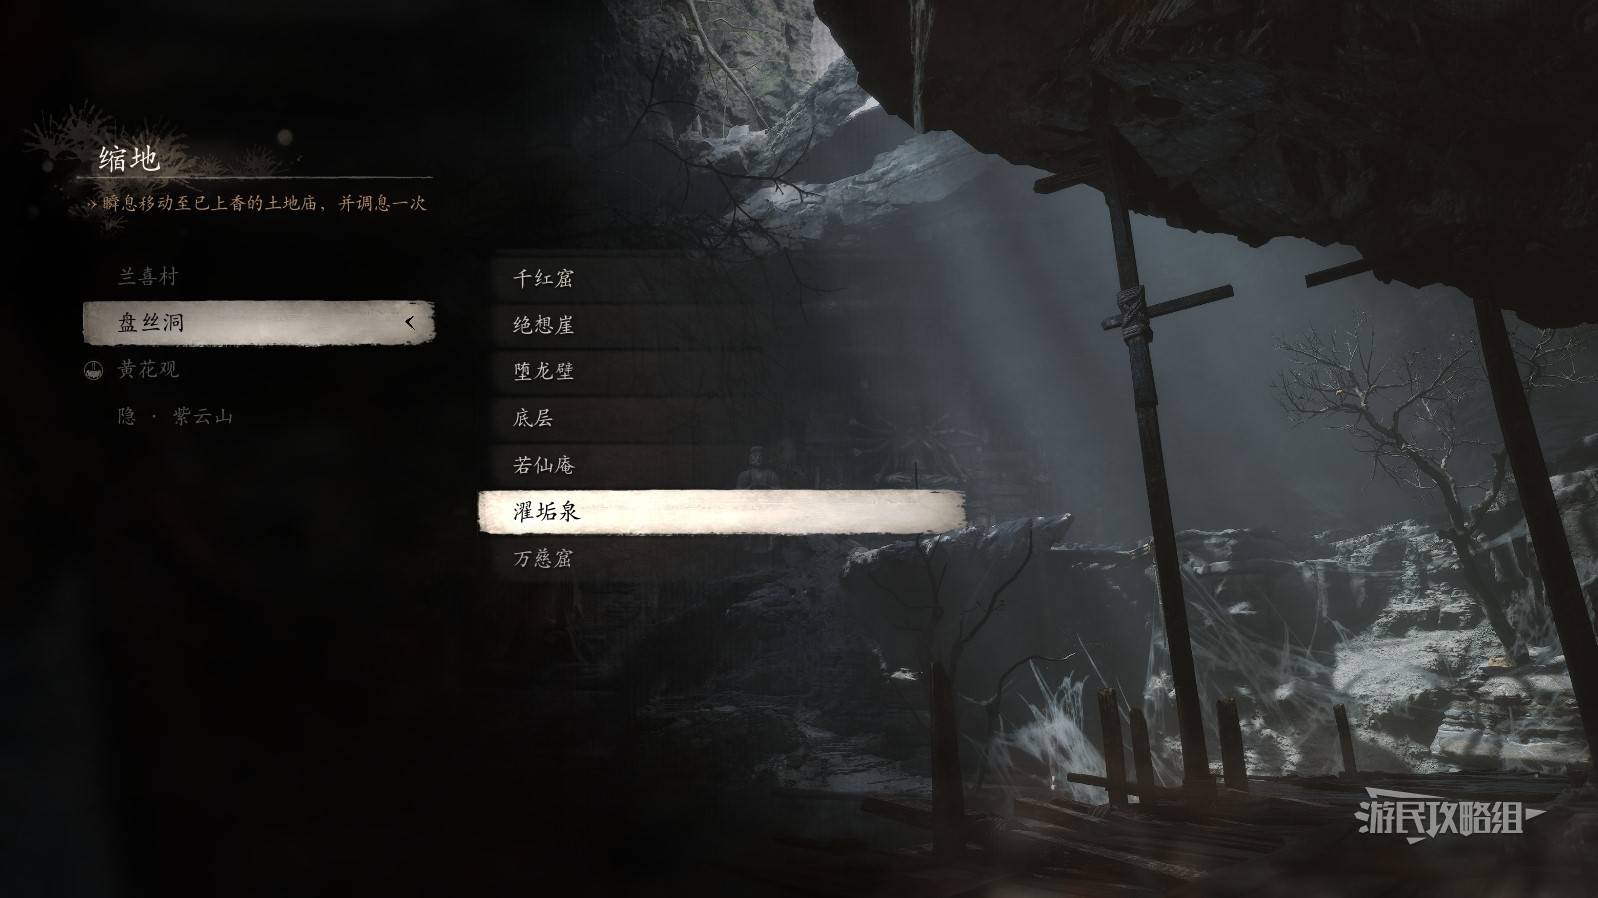 缩地
瞬息移动至已上香的土地庙，并调息一次
兰喜村
盘丝洞
黄花观
隐 · 紫云山
千红窟
绝想崖
堕龙壁
底层
若仙庵
濯垢泉
万慈窟
游民攻略组